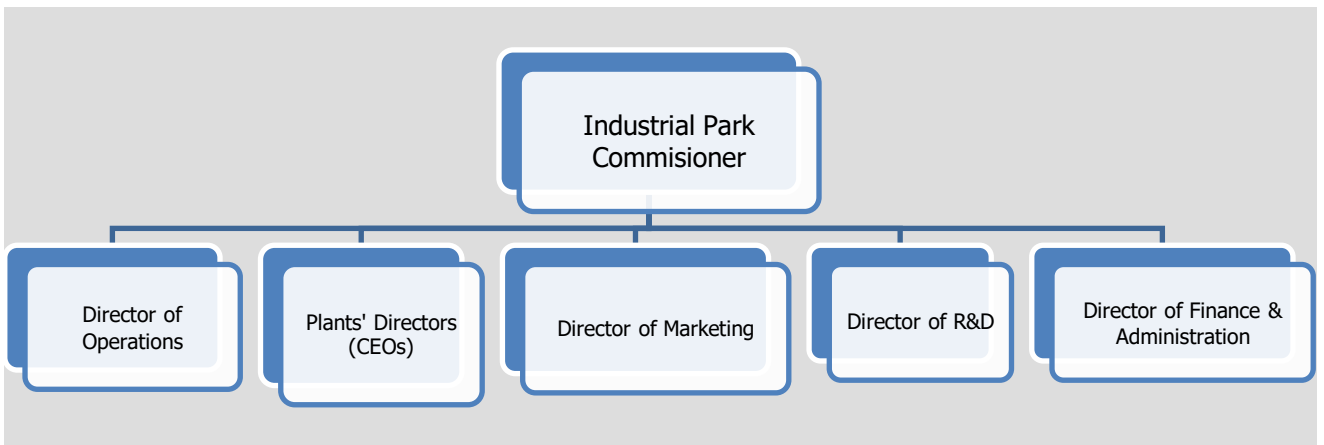 Industrial Park
Commisioner
Director of
Operations
Plants' Directors
(CEOs)
Director of Marketing
Director of R&D
Director of Finance &
Administration